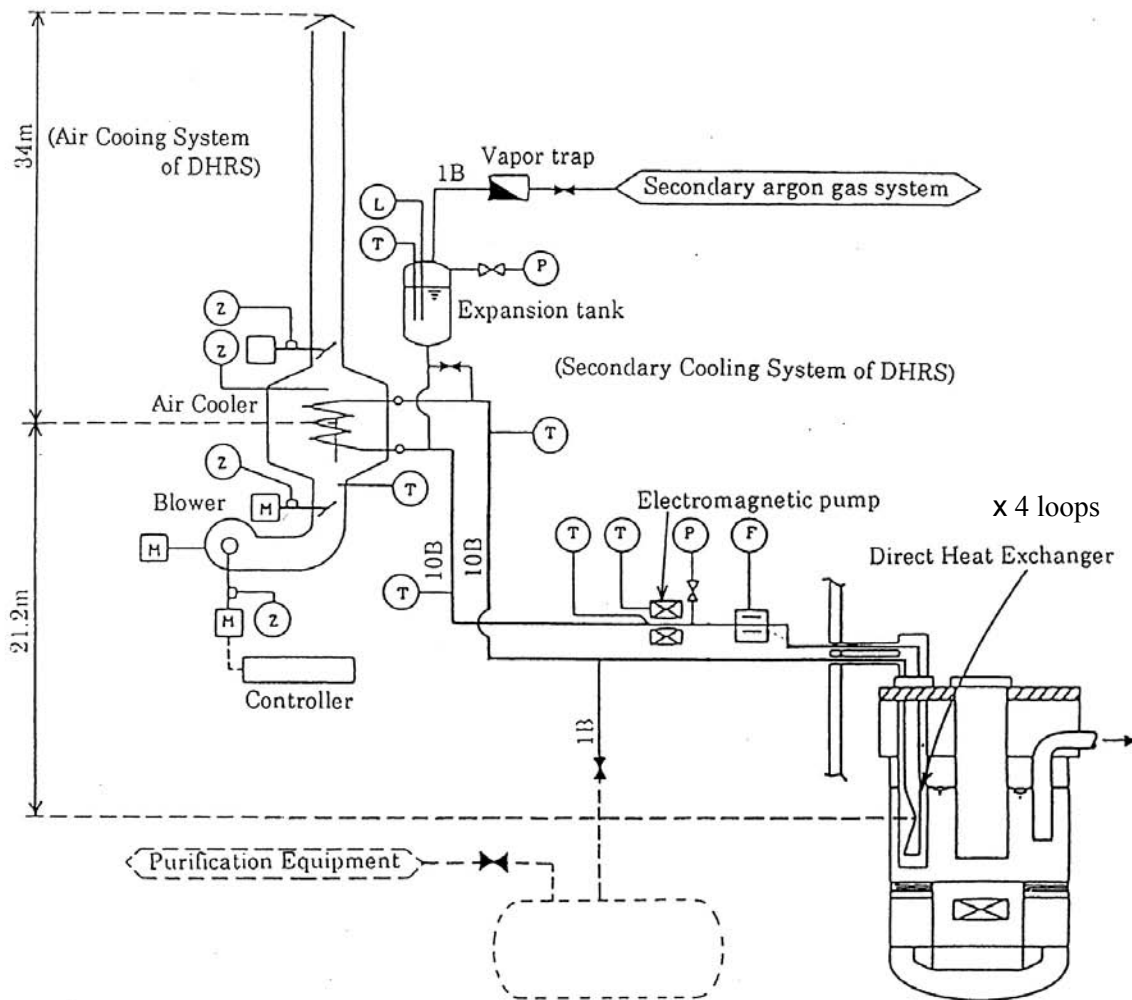 34m
(Air Cooing System
of DHRS)
Vapor trap
1B
Secondary argon gas system
L
T
P
Expansion tank
Z
Z
(Secondary Cooling System of DHRS)
Air Cooler
T
Z
T
Blower
M
Electromagnetic pump
x 4 loops
M
T
T
P
F
Direct Heat Exchanger
10B
10B
T
21.2m
M
Z
Controller
1B
Purification Equipment